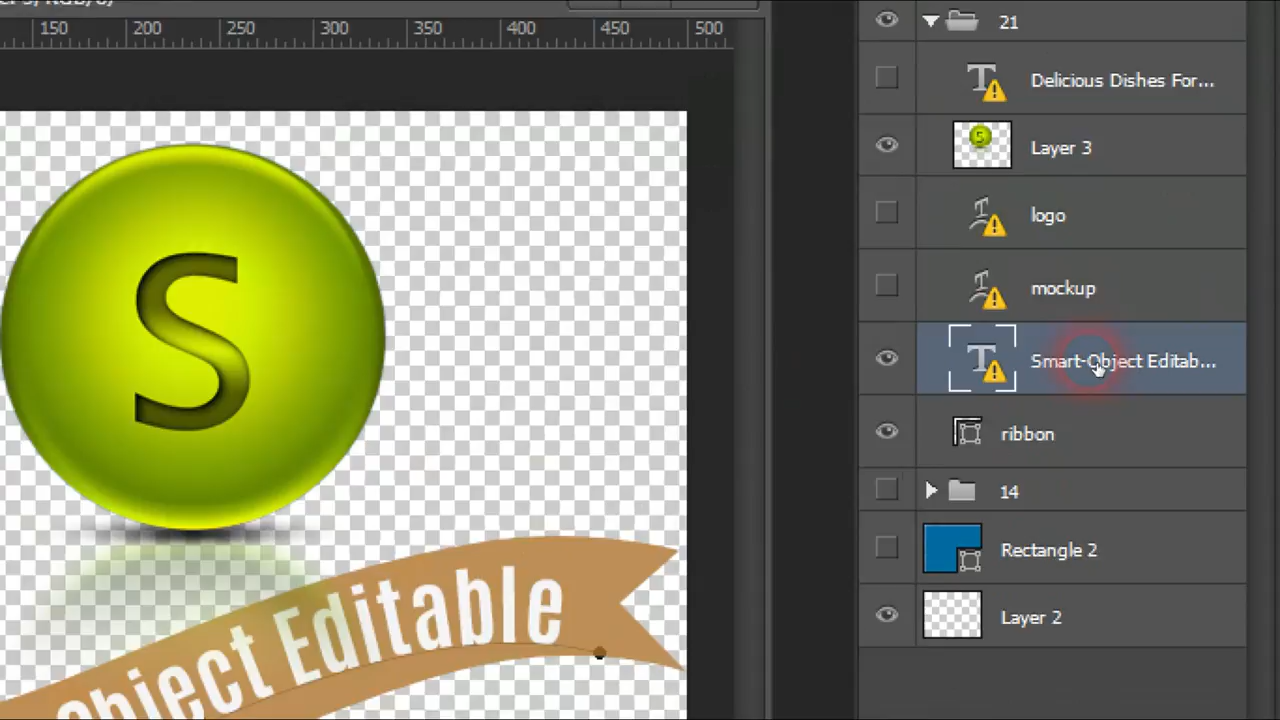 150 200 250 300 350 400 450 500
21
Delicious Dishes For...
Layer 3
logo
mockup
Smart-Object Editab...
ribbon
14
Rectangle 2
Layer 2
S
Object Editable